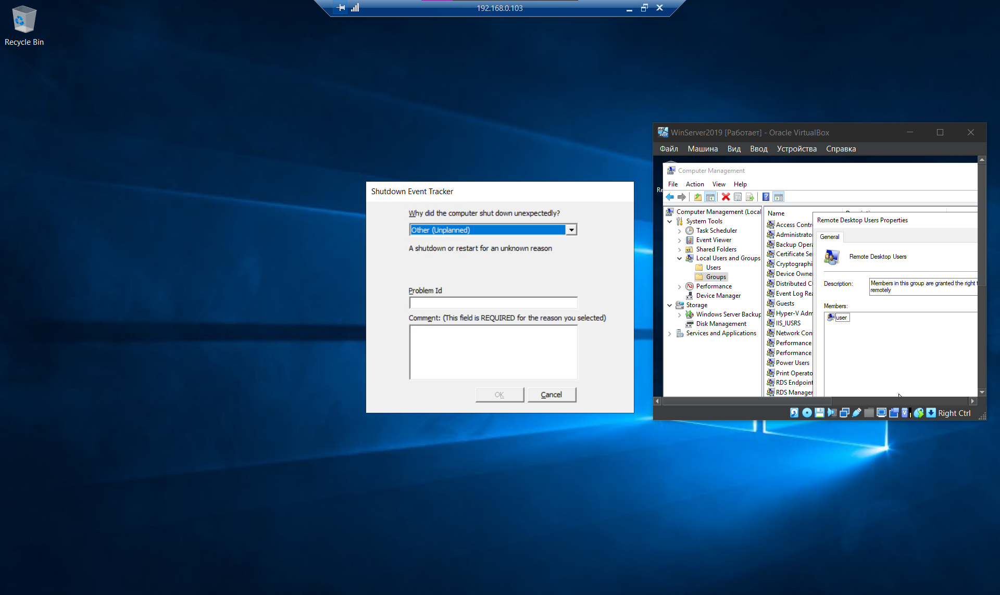 192.168.0.103
Recycle Bin
Shutdown Event Tracker
Why did the computer shut down unexpectedly?
Other (Unplanned)
A shutdown or restart for an unknown reason
Problem Id
Comment: (This field is REQUIRED for the reason you selected)
OK
Cancel
WinServer2019 [Работает] - Oracle VirtualBox
Файл Машина Вид Ввод Устройства Справка
Re
Computer Management
File Action View Help
Computer Management (Local
System Tools
Task Scheduler
Event Viewer
Shared Folders
Local Users and Groups
Users
Groups
Performance
Device Manager
Storage
Windows Server Backup
Disk Management
Services and Applications
Name
Access Contr
Administrato
Backup Opera
Certificate Se
Cryptographi
Device Owne
Distributed C
Event Log Rea
Guests
Hyper-V Adm
IIS_IUSRS
Network Con
Performance
Performance
Power Users
Print Operato
RDS Endpoint
RDS Manager
Remote Desktop Users Properties
General
Remote Desktop Users
Description:
Members in this group are granted the right t
remotely
Members:
user
Right Ctrl